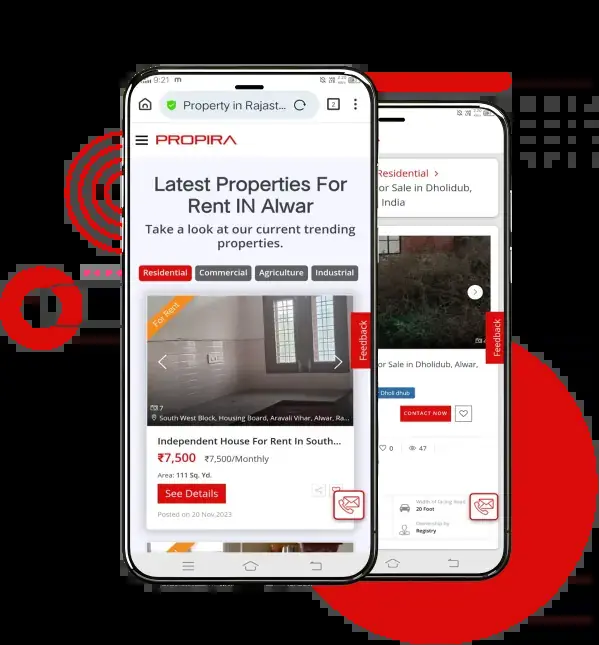 9:21 m
Property in Rajast...
2
PROPIRA
Latest Properties For
Rent IN Alwar
Take a look at our current trending
properties.
Residential Commercial Agriculture Industrial
For Rent
7
South West Block, Housing Board, Aravali Vihar, Alwar, Ra...
Feedback
Independent House For Rent In South...
₹7,500 ₹7,500/Monthly
Area: 111 Sq. Yd.
See Details
Posted on 20 Nov,2023
Residential >
or Sale in Dholidub,
India
Feedback
or Sale in Dholidub, Alwar,
Dholi dhub
CONTACT NOW
0 47
Width of facing Road
20 Foot
Ownership by
Registry